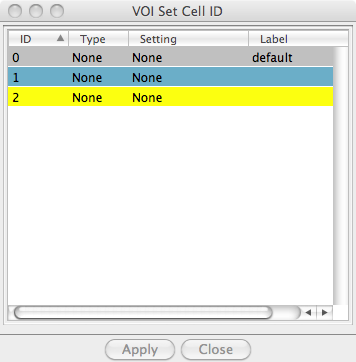 VOI Set Cell ID
ID Type Setting Label
0 None None default
1 None None
2 None None
Apply Close